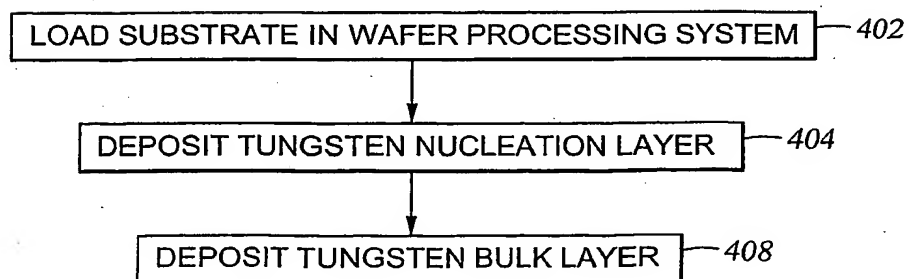 LOAD SUBSTRATE IN WAFER PROCESSING SYSTEM 402
DEPOSIT TUNGSTEN NUCLEATION LAYER 404
DEPOSIT TUNGSTEN BULK LAYER 408